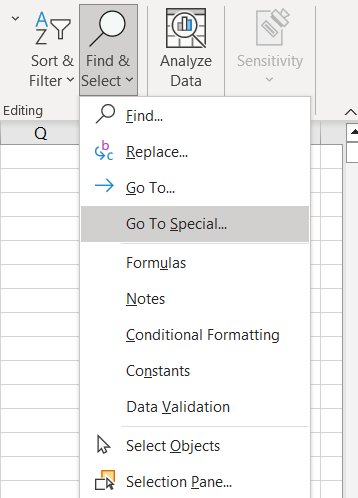 Sort & Filter
Find & Select
Analyze Data
Sensitivity
Editing
Q
Find...
Replace...
Go To...
Go To Special...
Formulas
Notes
Conditional Formatting
Constants
Data Validation
Select Objects
Selection Pane...